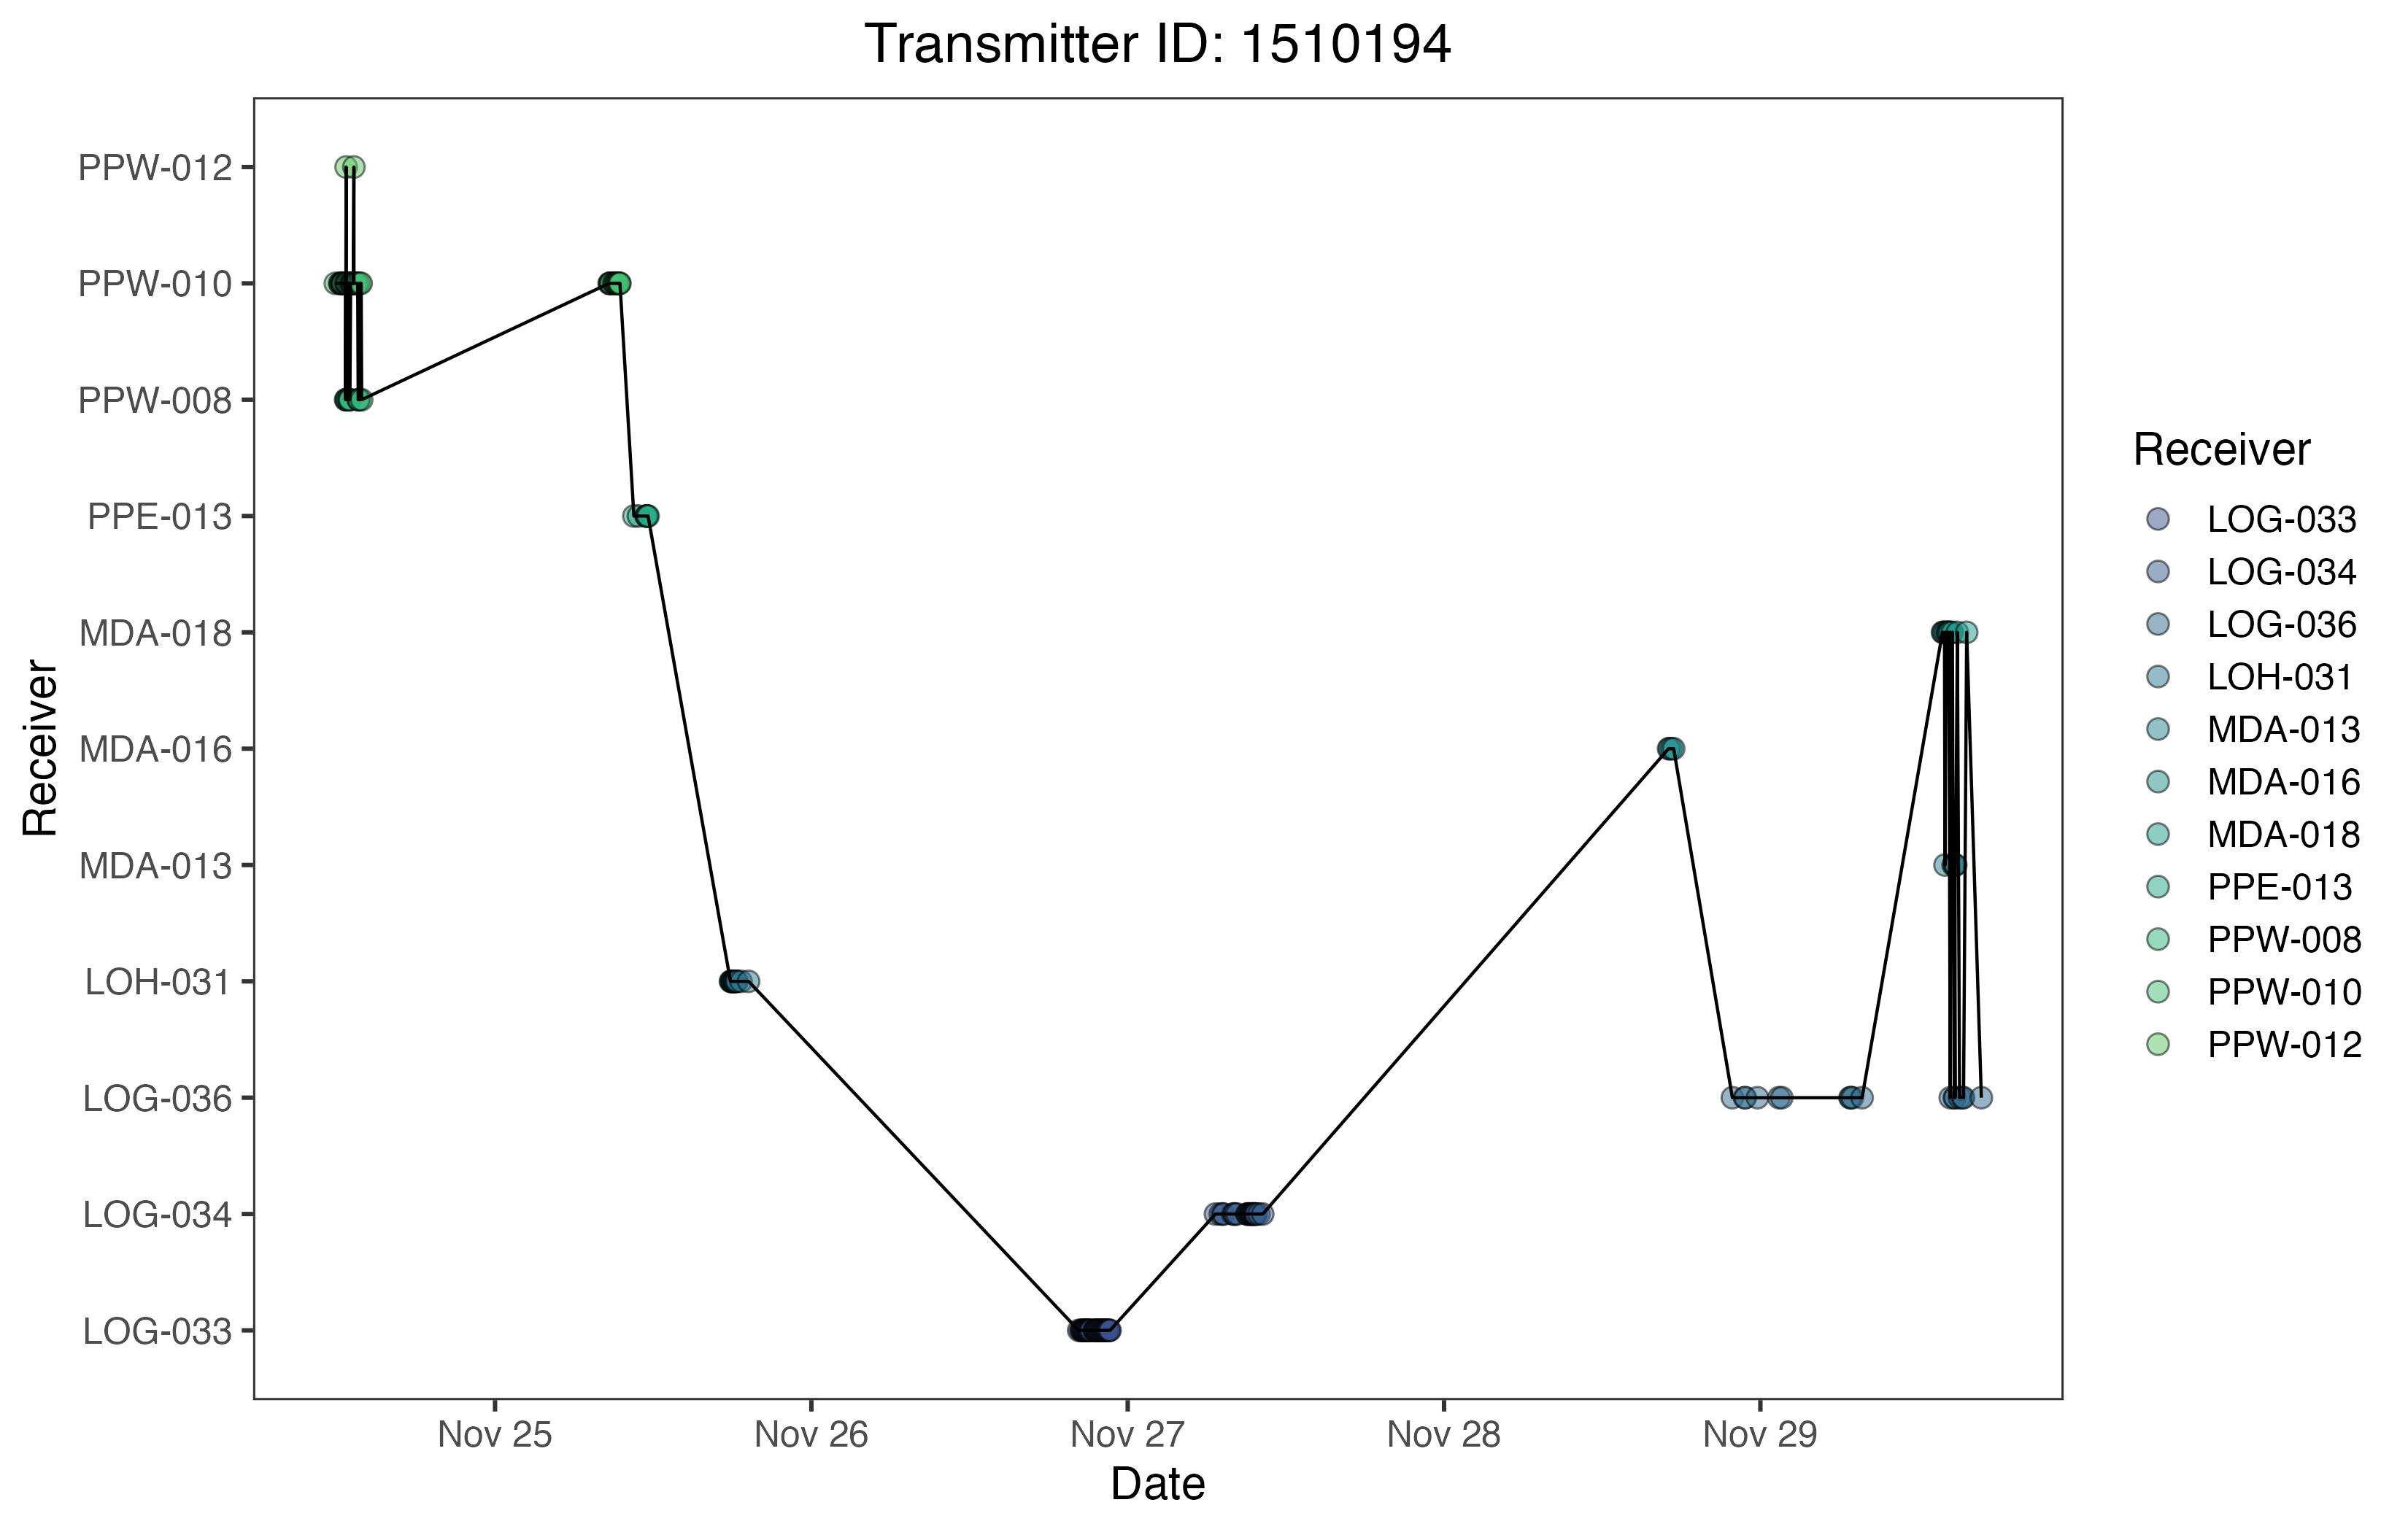 Transmitter ID: 1510194
Receiver
PPW-012
PPW-010
PPW-008
PPE-013
MDA-018
MDA-016
MDA-013
LOH-031
LOG-036
LOG-034
LOG-033
Nov 25
Nov 26
Nov 27
Nov 28
Nov 29
Date
Receiver
LOG-033
LOG-034
LOG-036
LOH-031
MDA-013
MDA-016
MDA-018
PPE-013
PPW-008
PPW-010
PPW-012